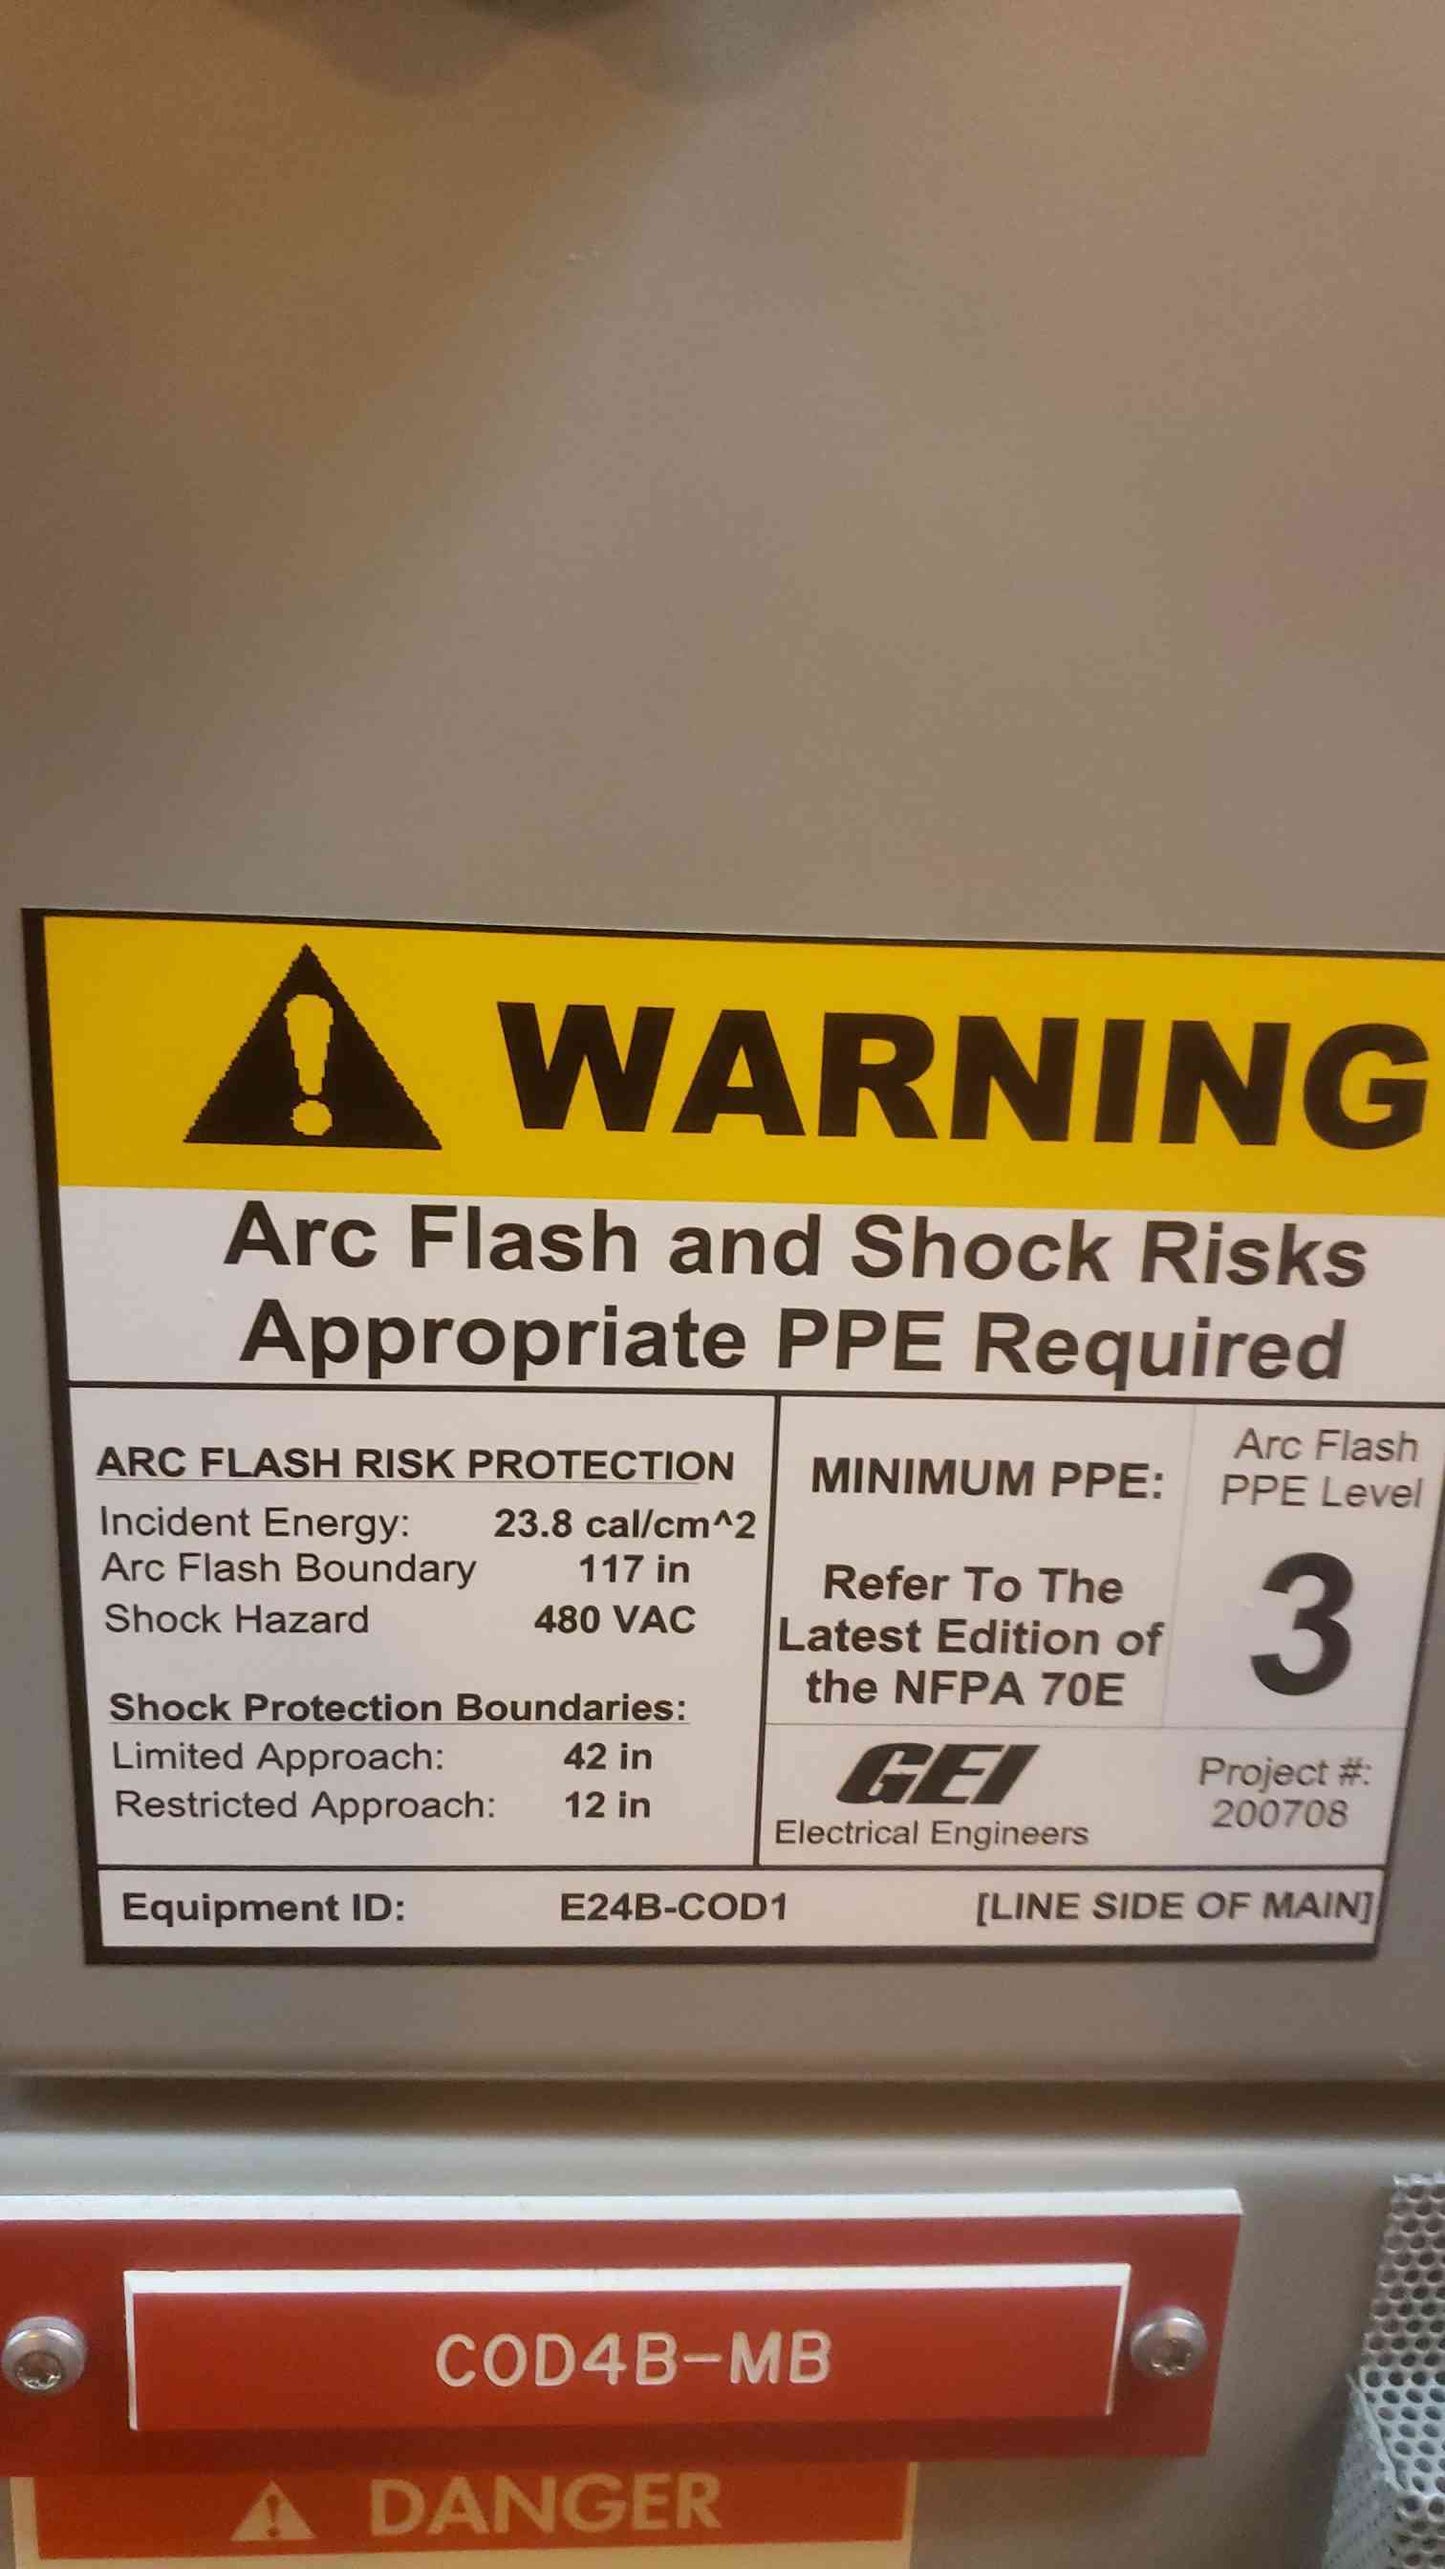 WARNING
Arc Flash and Shock Risks
Appropriate PPE Required
ARC FLASH RISK PROTECTION
Incident Energy: 23.8 cal/cm^2
Arc Flash Boundary 117 in
Shock Hazard 480 VAC
Shock Protection Boundaries:
Limited Approach: 42 in
Restricted Approach: 12 in
MINIMUM PPE:
Refer To The
Latest Edition of
the NFPA 70E
Arc Flash
PPE Level
3
GEI
Electrical Engineers
Project #:
200708
Equipment ID: E24B-COD1 [LINE SIDE OF MAIN]
COD4B-MB
DANGER